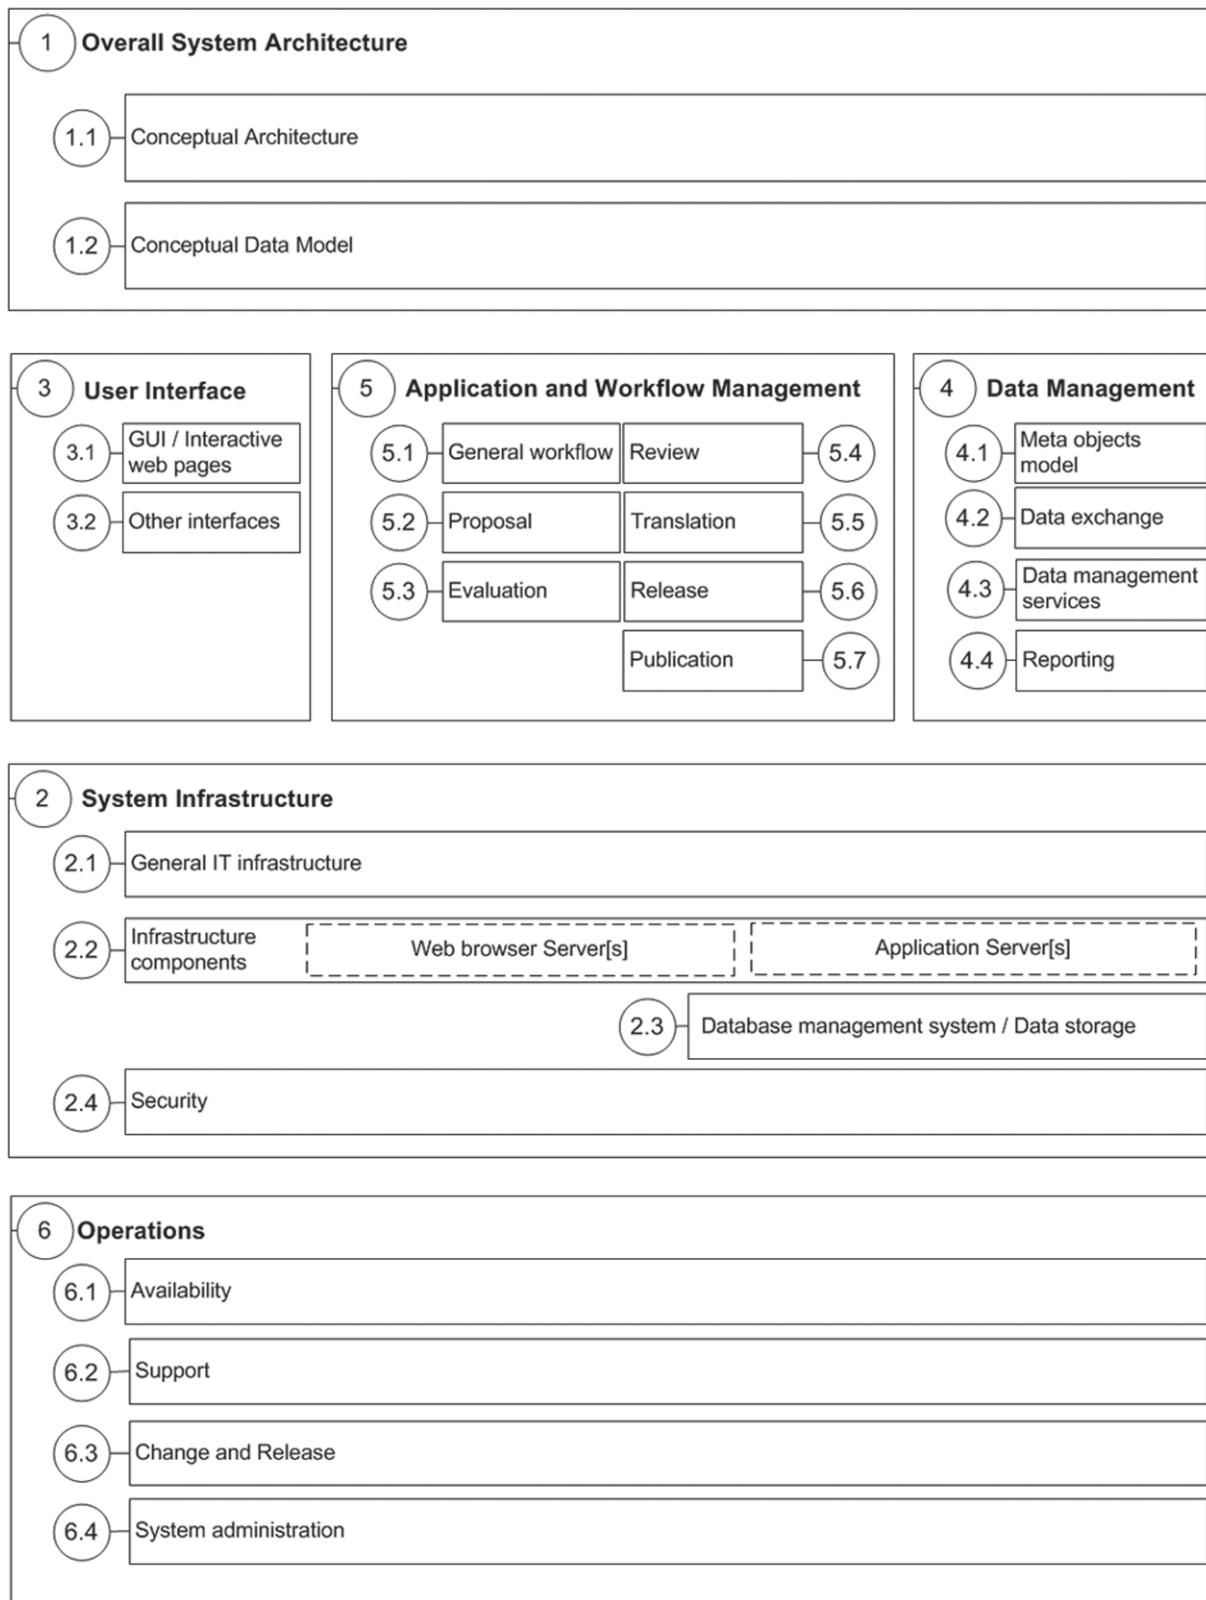 1 Overall System Architecture
1.1 Conceptual Architecture
1.2 Conceptual Data Model
3 User Interface
3.1 GUI / Interactive
web pages
3.2 Other interfaces
5 Application and Workflow Management
5.1 General workflow
5.2 Proposal
5.3 Evaluation
Review 5.4
Translation 5.5
Release 5.6
Publication 5.7
4 Data Management
4.1 Meta objects
model
4.2 Data exchange
4.3 Data management
services
4.4 Reporting
2 System Infrastructure
2.1 General IT infrastructure
2.2 Infrastructure
components
Web browser Server[s]
Application Server[s]
2.3 Database management system / Data storage
2.4 Security
6 Operations
6.1 Availability
6.2 Support
6.3 Change and Release
6.4 System administration